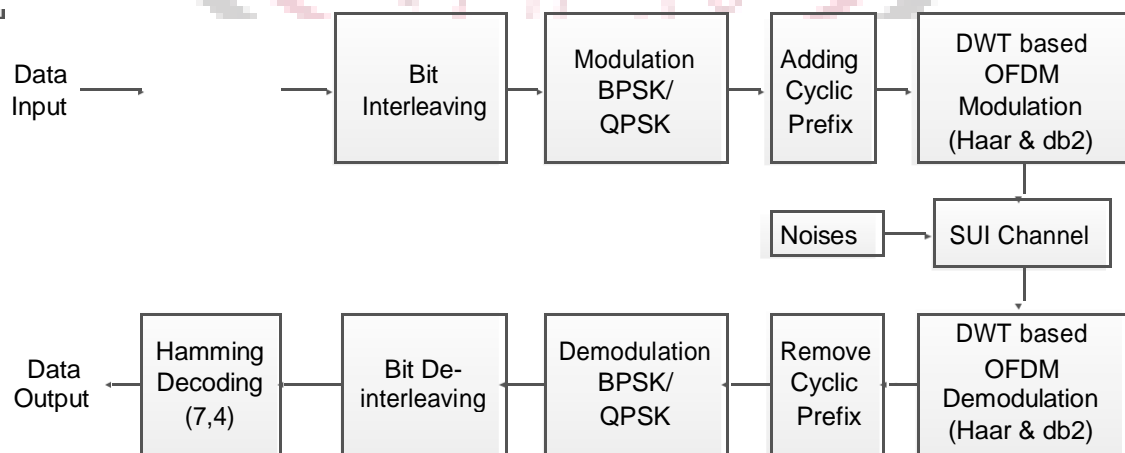 Data
Input
Bit
Interleaving
Modulation
BPSK/
QPSK
Adding
Cyclic
Prefix
DWT based
OFDM
Modulation
(Haar & db2)
Noises
SUI Channel
Data
Output
Hamming
Decoding
(7,4)
Bit De-
interleaving
Demodulation
BPSK/
QPSK
Remove
Cyclic
Prefix
DWT based
OFDM
Demodulation
(Haar & db2)